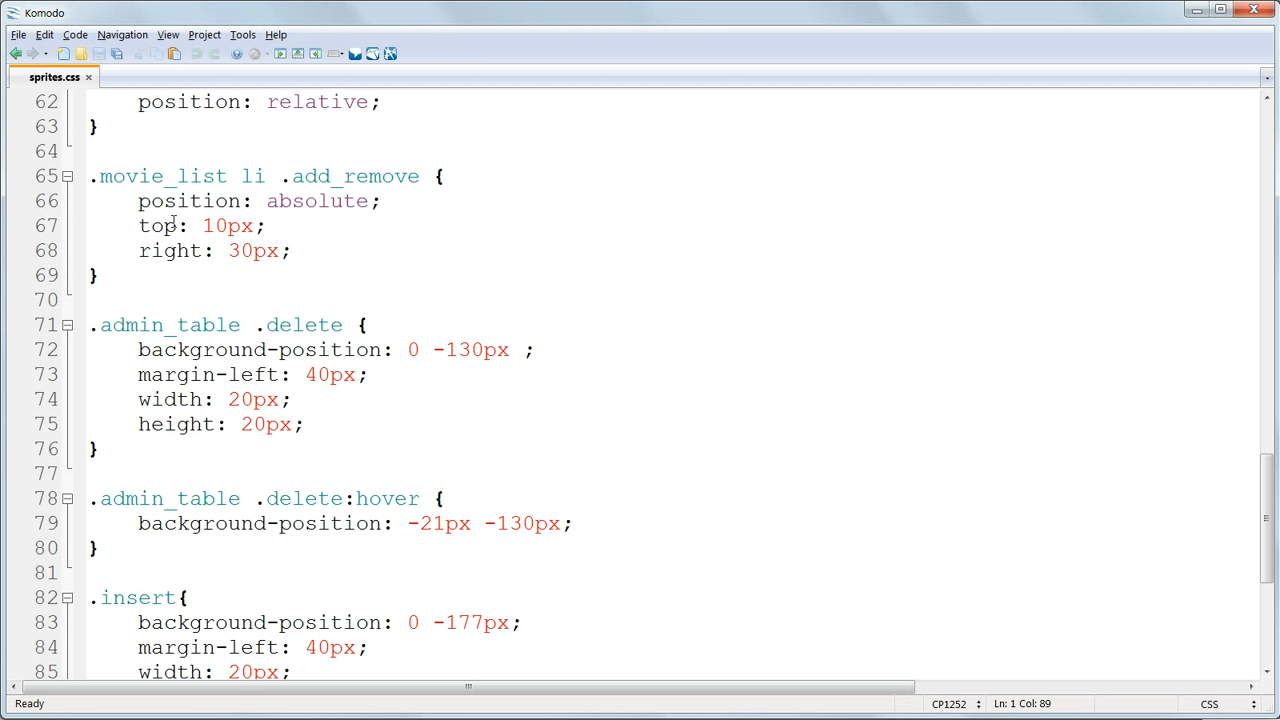 Komodo
File Edit Code Navigation View Project Tools Help
sprites.css
62 position: relative;
63 }
64
65 .movie_list li .add_remove {
66 position: absolute;
67 top: 10px;
68 right: 30px;
69 }
70
71 .admin_table .delete {
72 background-position: 0 -130px ;
73 margin-left: 40px;
74 width: 20px;
75 height: 20px;
76 }
77
78 .admin_table .delete:hover {
79 background-position: -21px -130px;
80 }
81
82 .insert{
83 background-position: 0 -177px;
84 margin-left: 40px;
85 width: 20px;
Ready CP1252 Ln: 1 Col: 89 CSS